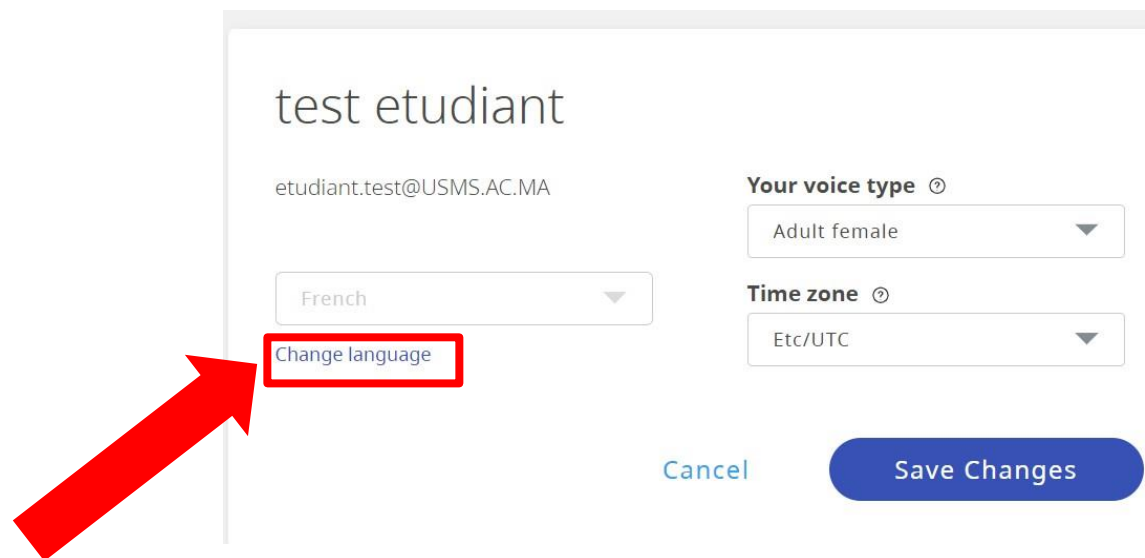 test etudiant
etudiant.test@USMS.AC.MA
French
Change language
Your voice type ?
Adult female
Time zone ?
Etc/UTC
Cancel
Save Changes